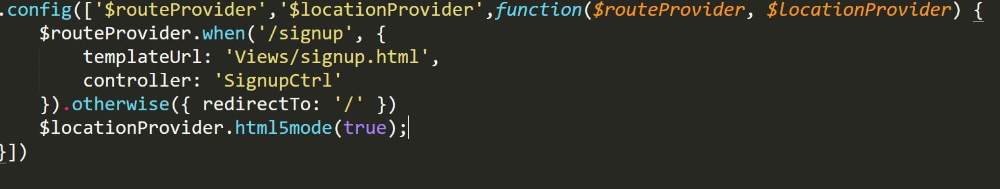 .config(['$routeProvider','$locationProvider',function($routeProvider, $locationProvider) {
    $routeProvider.when('/signup', {
        templateUrl: 'Views/signup.html',
        controller: 'SignupCtrl'
    }).otherwise({ redirectTo: '/' })
    $locationProvider.html5mode(true);
}])